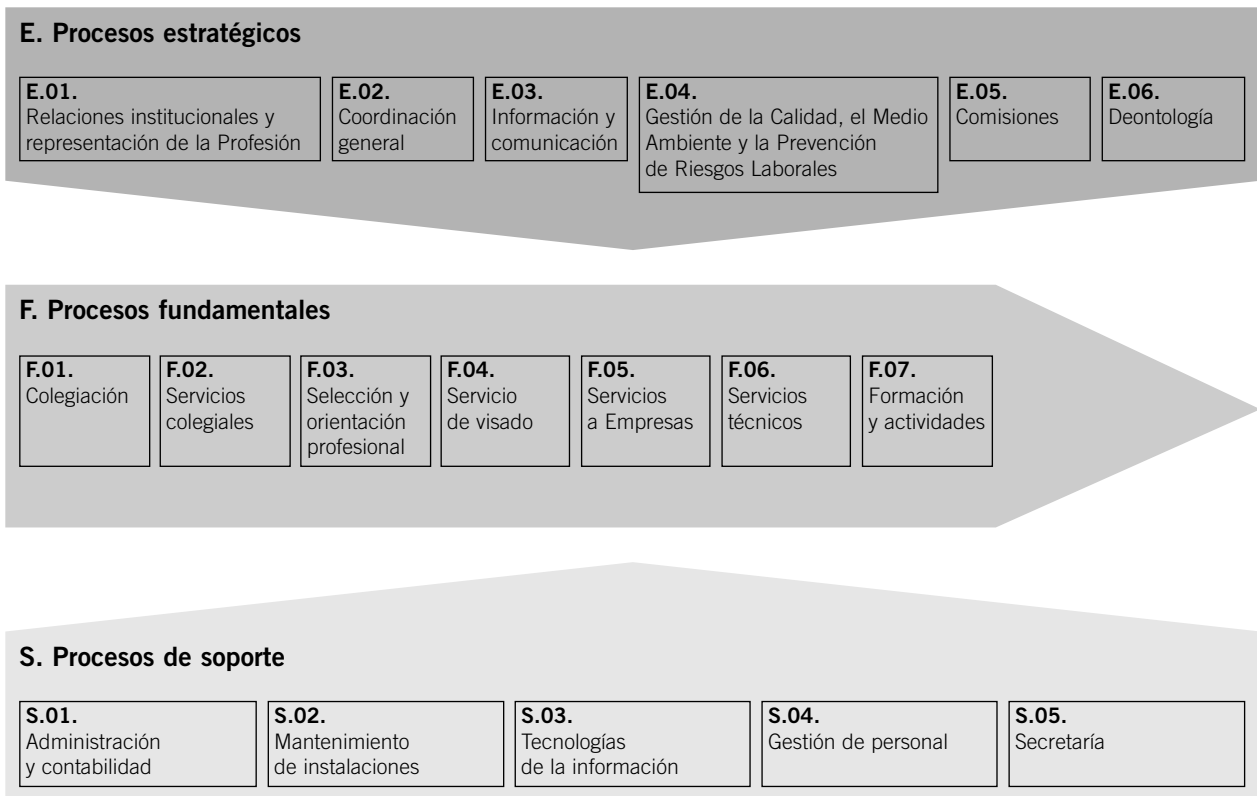 E. Procesos estratégicos
E.01.
Relaciones institucionales y
representación de la Profesión
E.02.
Coordinación
general
E.03.
Información y
comunicación
E.04.
Gestión de la Calidad, el Medio
Ambiente y la Prevención
de Riesgos Laborales
E.05.
Comisiones
E.06.
Deontología
F. Procesos fundamentales
F.01.
Colegiación
F.02.
Servicios
colegiales
F.03.
Selección y
orientación
profesional
F.04.
Servicio
de visado
F.05.
Servicios
a Empresas
F.06.
Servicios
técnicos
F.07.
Formación
y actividades
S. Procesos de soporte
S.01.
Administración
y contabilidad
S.02.
Mantenimiento
de instalaciones
S.03.
Tecnologías
de la información
S.04.
Gestión de personal
S.05.
Secretaría